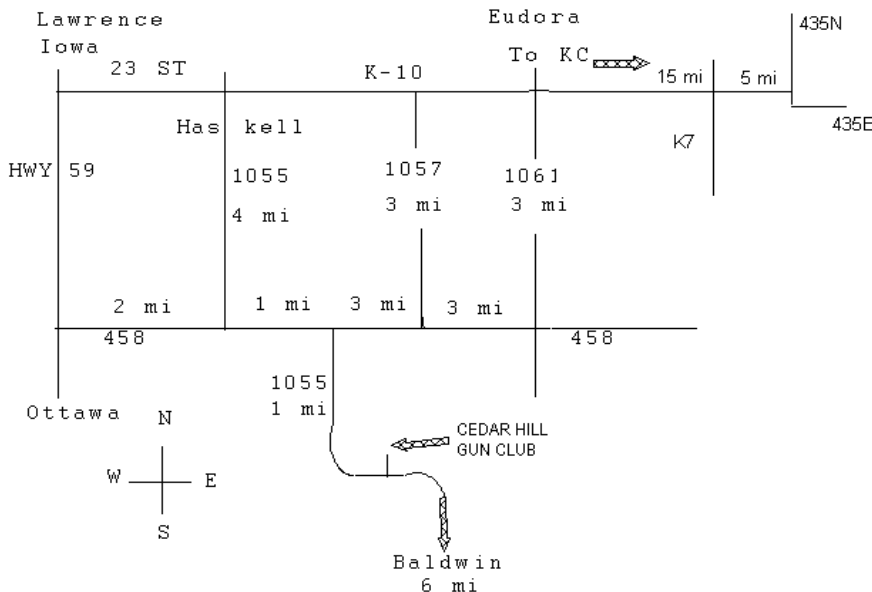 Lawrence
Iowa
Eudora
435N
23 ST
K-10
To KC
15 mi
5 mi
435E
Has kell
K7
HWY 59
1055
4 mi
1057
3 mi
1061
3 mi
2 mi
1 mi
3 mi
3 mi
458
458
1055
1 mi
Ottawa
N
W
E
S
CEDAR HILL
GUN CLUB
Baldwin
6 mi